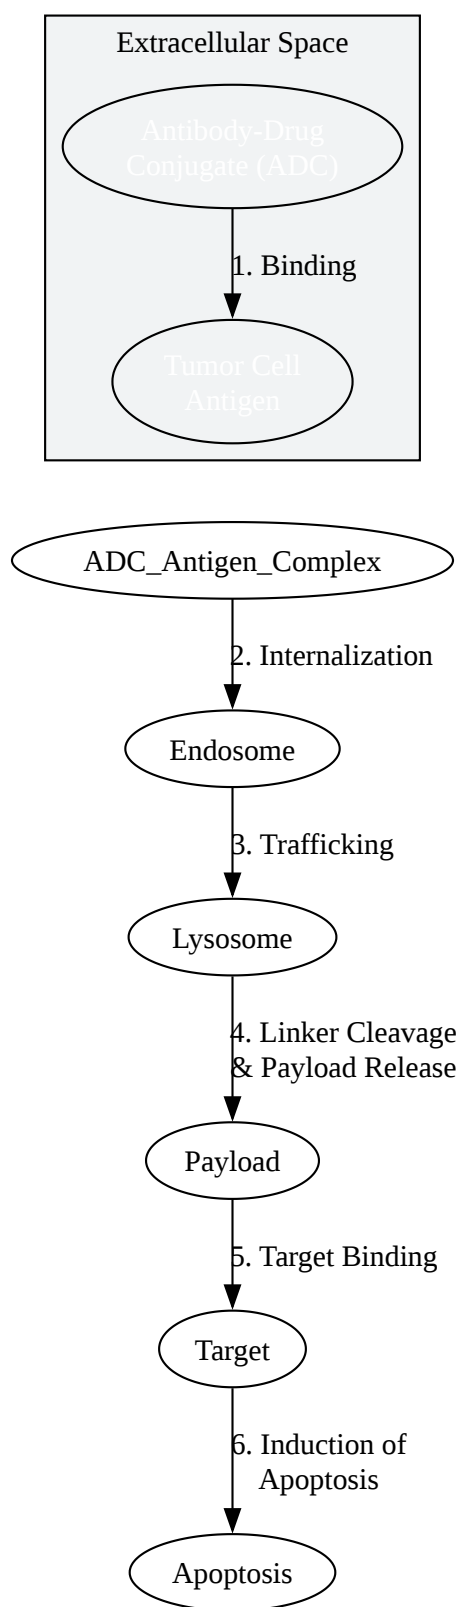 Extracellular Space
Antibody-Drug
Conjugate (ADC)
1. Binding
Tumor Cell
Antigen
ADC_Antigen_Complex
2. Internalization
Endosome
3. Trafficking
Lysosome
4. Linker Cleavage
& Payload Release
Payload
5. Target Binding
Target
6. Induction of
Apoptosis
Apoptosis